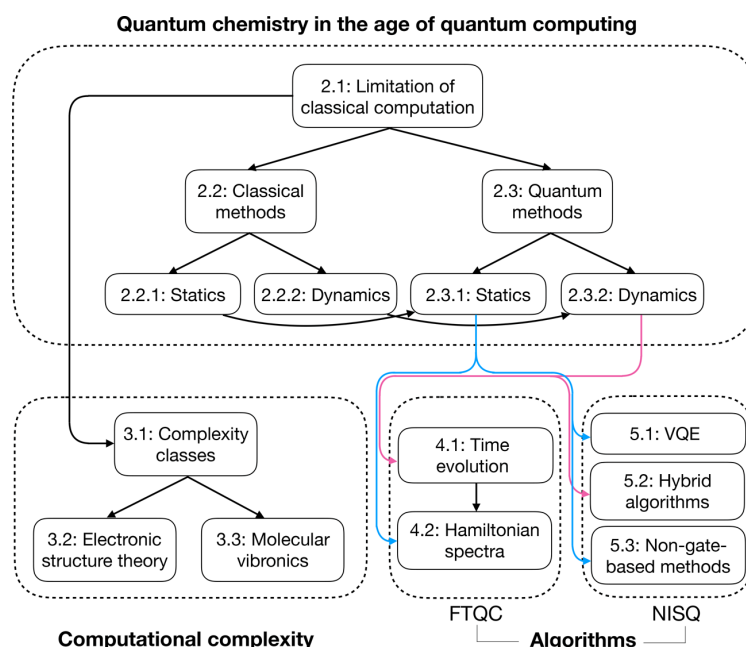 Quantum chemistry in the age of quantum computing
2.1: Limitation of
classical computation
2.2: Classical
methods
2.3: Quantum
methods
2.2.1: Statics
2.2.2: Dynamics
2.3.1: Statics
2.3.2: Dynamics
3.1: Complexity
classes
3.2: Electronic
structure theory
3.3: Molecular
vibronics
4.1: Time
evolution
4.2: Hamiltonian
spectra
5.1: VQE
5.2: Hybrid
algorithms
5.3: Non-gate-
based methods
FTQC
NISQ
Computational complexity
Algorithms